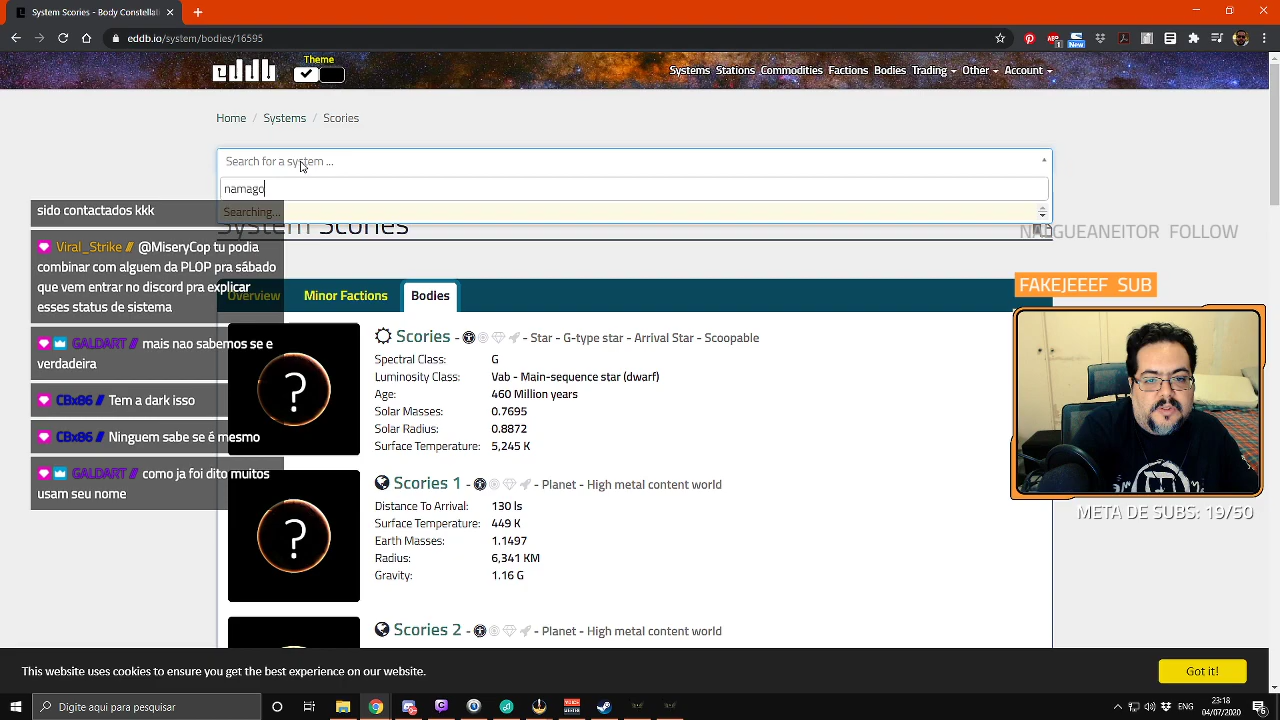 System Scories - Body Constell
eddb.io/system/bodies/16595
ABP
1
New
eddb
Theme
Systems Stations Commodities Factions Bodies Trading Other Account
Home / Systems / Scories
Search for a system ...
namago
Searching...
System Scories
Overview Minor Factions Bodies
Scories - Star - G-type star - Arrival Star - Scoopable
Spectral Class: G
Luminosity Class: Vab - Main-sequence star (dwarf)
Age: 460 Million years
Solar Masses: 0.7695
Solar Radius: 0.8872
Surface Temperature: 5,245 K
Scories 1 - Planet - High metal content world
Distance To Arrival: 130 ls
Surface Temperature: 449 K
Earth Masses: 1.1497
Radius: 6,341 KM
Gravity: 1.16 G
Scories 2 - Planet - High metal content world
sido contactados kkk
Viral_Strike // @MiseryCop tu podia
combinar com alguem da PLOP pra sábado
que vem entrar no discord pra explicar
esses status de sistema
GALDART // mais nao sabemos se e
verdadeira
CBx86 // Tem a dark isso
CBx86 // Ninguem sabe se é mesmo
GALDART // como ja foi dito muitos
usam seu nome
NALGUEANEITOR FOLLOW
FAKEJEEEF SUB
META DE SUBS: 19/50
This website uses cookies to ensure you get the best experience on our website.
Got it!
Digite aqui para pesquisar
23:18
04/07/2020